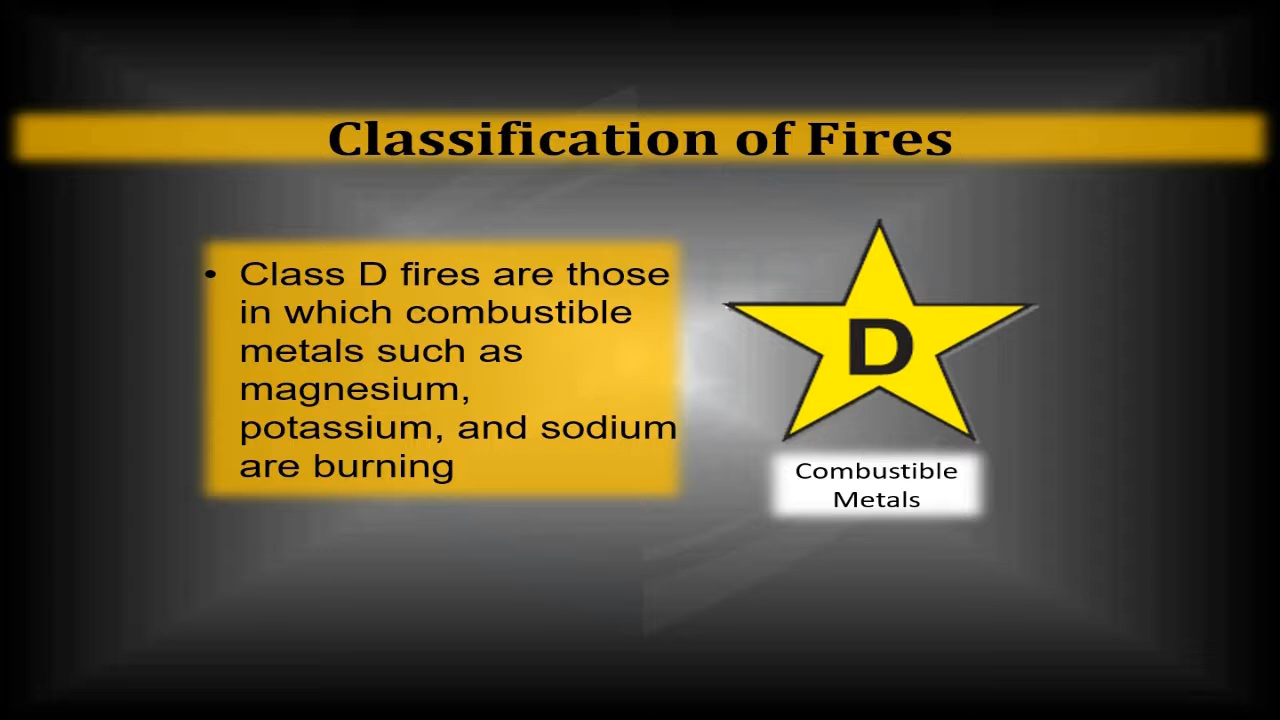 Classification of Fires
• Class D fires are those
in which combustible
metals such as
magnesium,
potassium, and sodium
are burning
D
Combustible
Metals